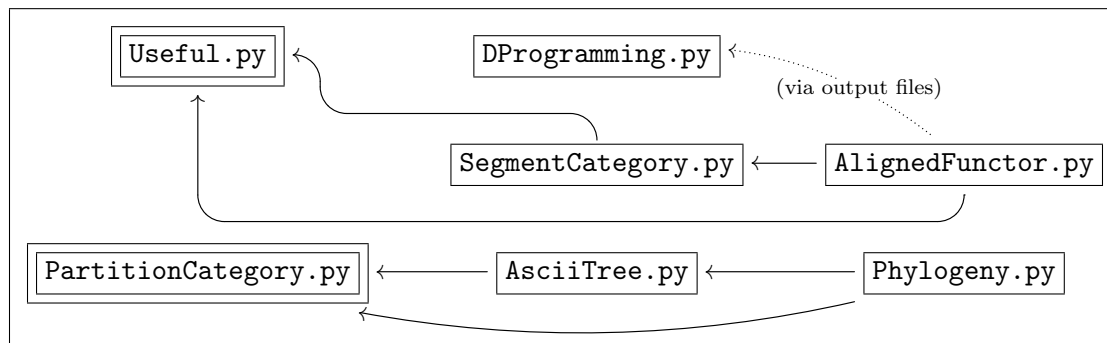 Useful.py
DProgramming.py
(via output files)
SegmentCategory.py
AlignedFunctor.py
PartitionCategory.py
AsciiTree.py
Phylogeny.py